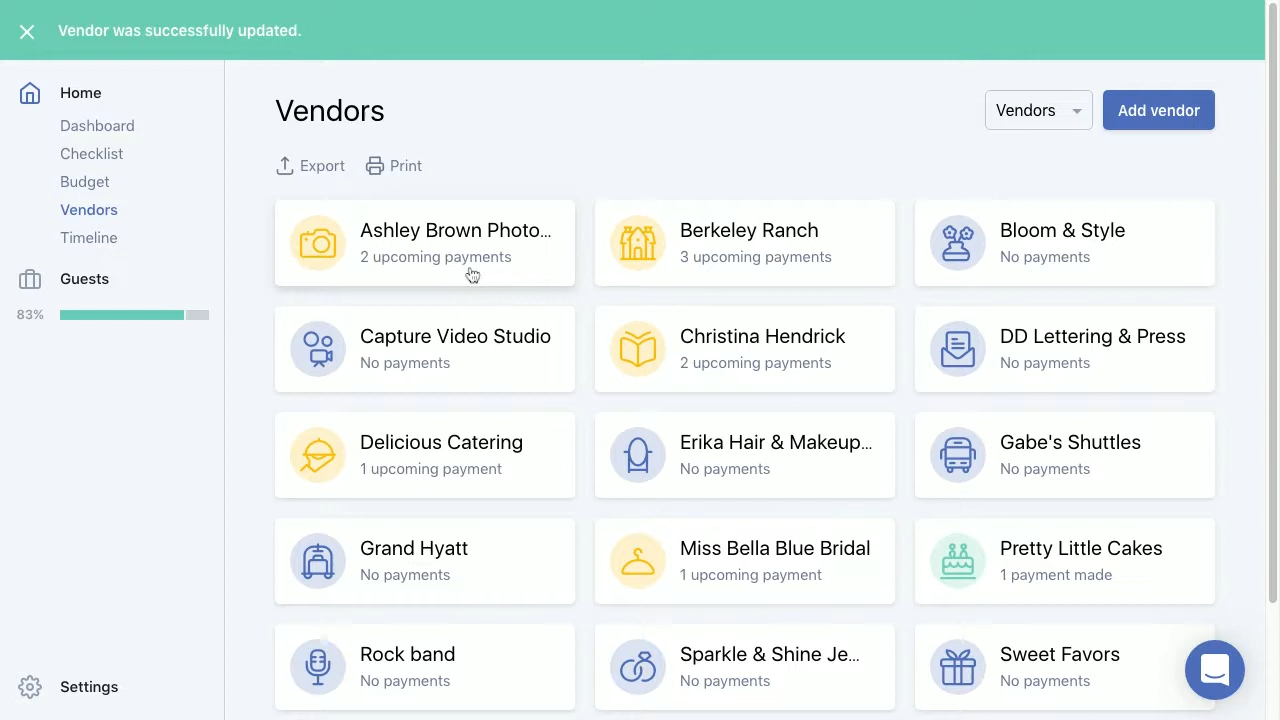 Vendor was successfully updated.
Home
Dashboard
Checklist
Budget
Vendors
Timeline
Guests
83%
Settings
Vendors
Vendors
Add vendor
Export
Print
Ashley Brown Photo...
2 upcoming payments
Berkeley Ranch
3 upcoming payments
Bloom & Style
No payments
Capture Video Studio
No payments
Christina Hendrick
2 upcoming payments
DD Lettering & Press
No payments
Delicious Catering
1 upcoming payment
Erika Hair & Makeup...
No payments
Gabe's Shuttles
No payments
Grand Hyatt
No payments
Miss Bella Blue Bridal
1 upcoming payment
Pretty Little Cakes
1 payment made
Rock band
No payments
Sparkle & Shine Je...
No payments
Sweet Favors
No payments